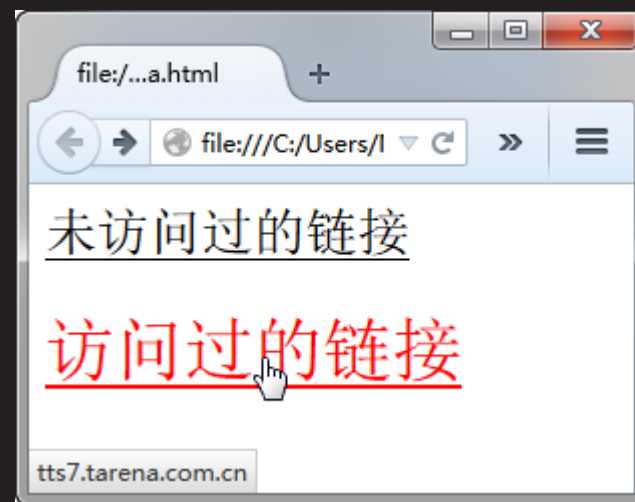 file:/...a.html
file:///C:/Users/l
未访问过的链接
访问过的链接
tts7.tarena.com.cn